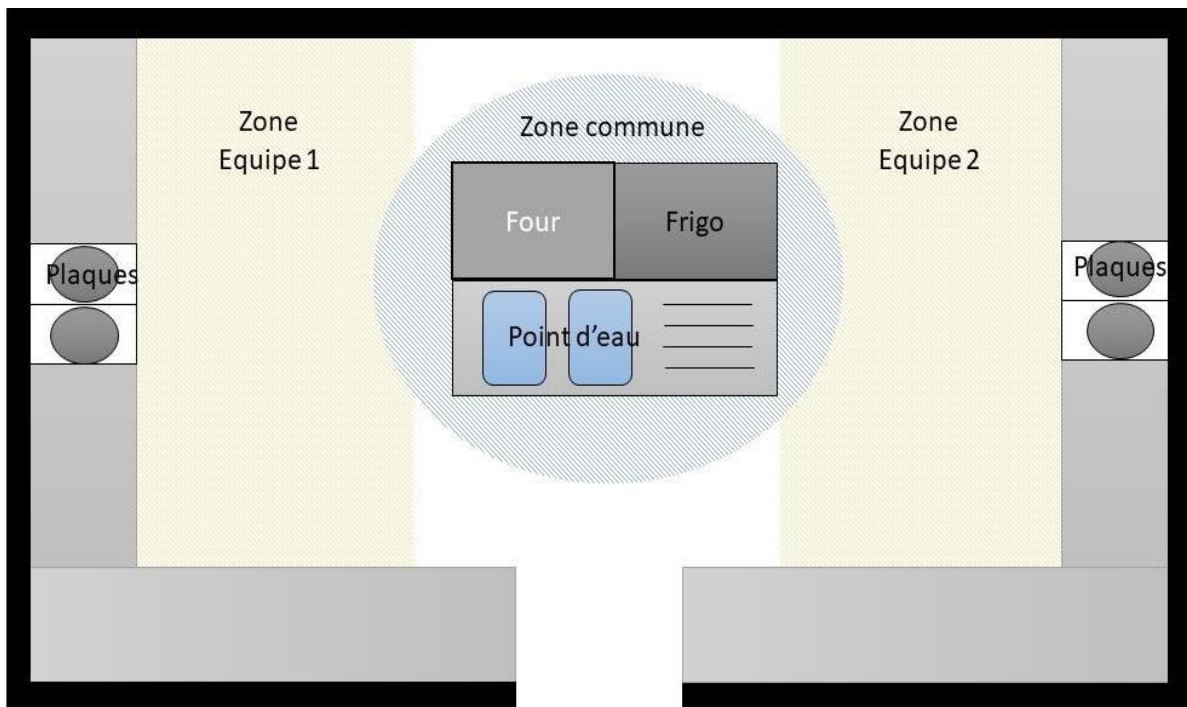 Zone
Equipe 1
Zone commune
Zone
Equipe 2
Four
Frigo
Plaques
Plaques
Point d'eau